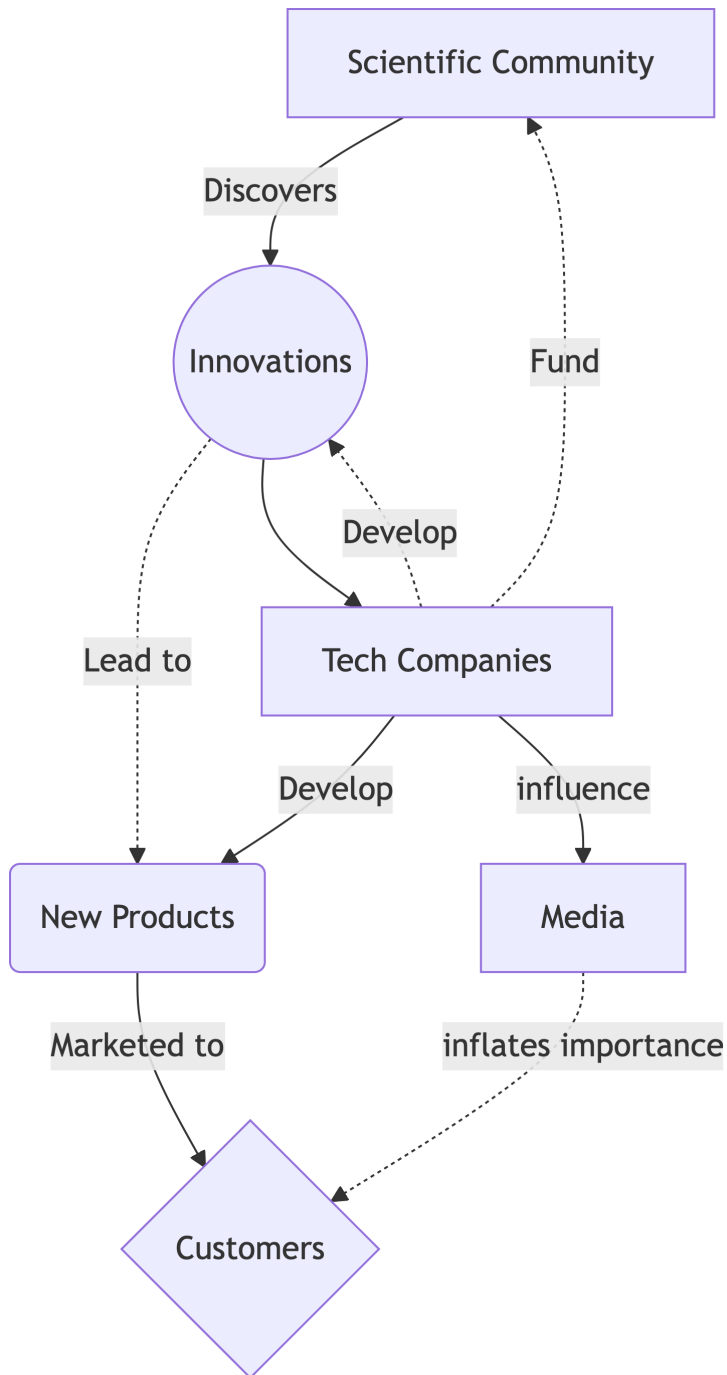 Scientific Community
Discovers
Innovations
Fund
Develop
Lead to
Tech Companies
Develop
influence
New Products
Media
Marketed to
inflates importance
Customers